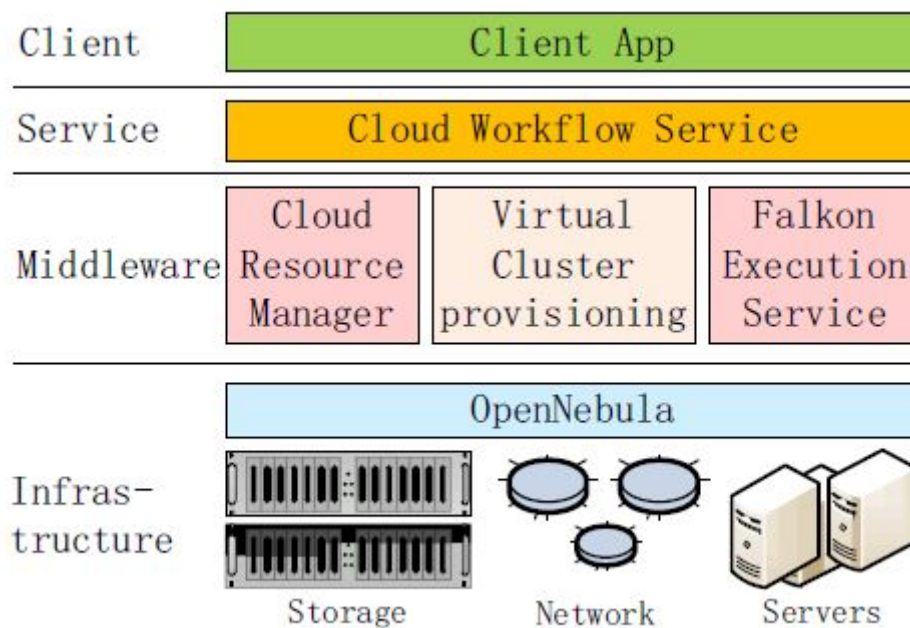 Client
Client App
Service
Cloud Workflow Service
Middleware
Cloud
Resource
Manager
Virtual
Cluster
provisioning
Falkon
Execution
Service
OpenNebula
Infras-
tructure
Storage
Network
Servers